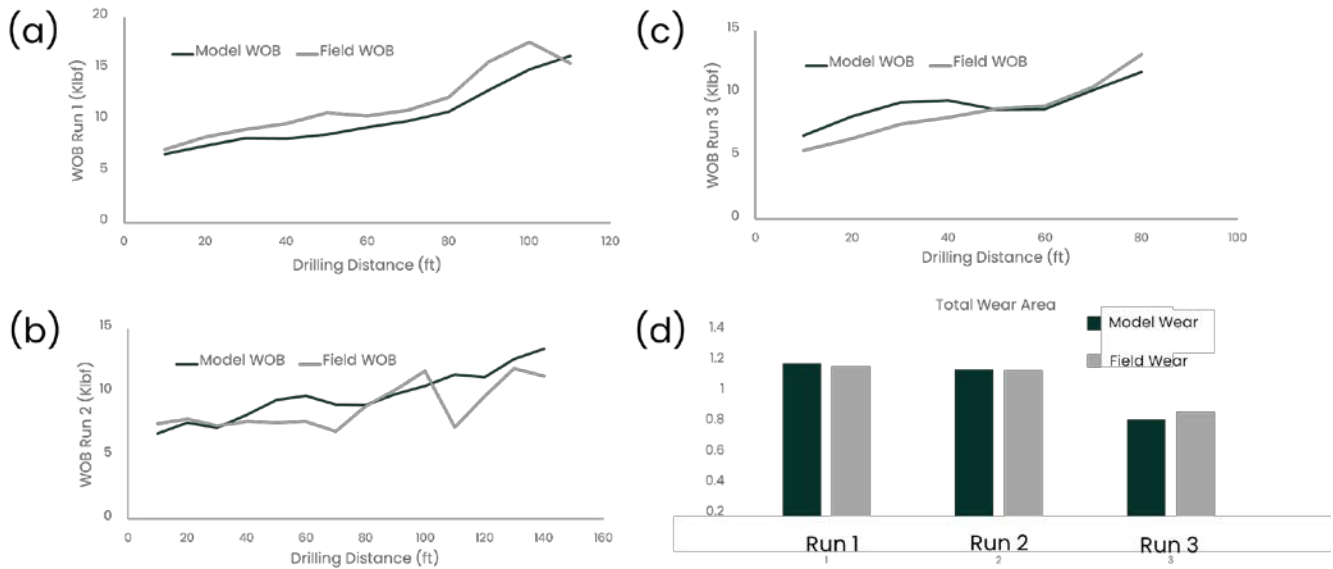 (a)
WOB Run 1 (Klbf)
20
15
10
5
0
Model WOB
Field WOB
0 20 40 60 80 100 120
Drilling Distance (ft)
(c)
WOB Run 3 (Klbf)
15
10
5
0
Model WOB
Field WOB
0 20 40 60 80 100
Drilling Distance (ft)
(b)
WOB Run 2 (Klbf)
15
10
5
0
Model WOB
Field WOB
0 20 40 60 80 100 120 140 160
Drilling Distance (ft)
(d)
Total Wear Area
Model Wear
Field Wear
1.4
1.2
1
0.8
0.6
0.4
0.2
Run 1 Run 2 Run 3
1 2 3